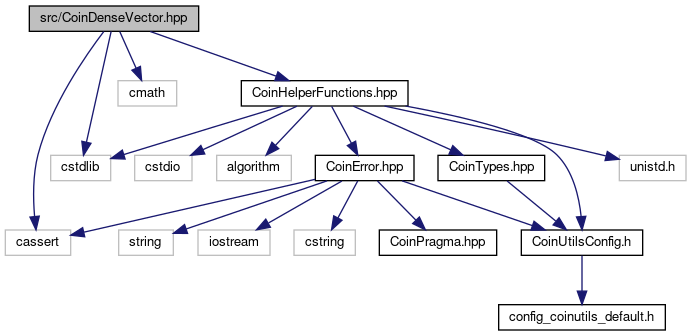 src/CoinDenseVector.hpp
cmath
CoinHelperFunctions.hpp
cstdlib
cstdio
algorithm
CoinError.hpp
CoinTypes.hpp
unistd.h
cassert
string
iostream
cstring
CoinPragma.hpp
CoinUtilsConfig.h
config_coinutils_default.h